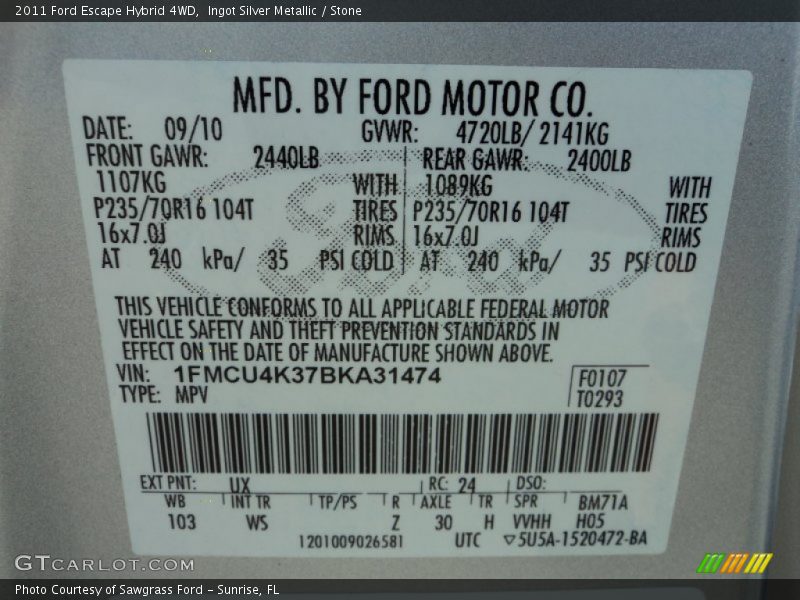 2011 Ford Escape Hybrid 4WD, Ingot Silver Metallic / Stone
MFD. BY FORD MOTOR CO.
DATE: 09/10 GVWR: 4720LB/ 2141KG
FRONT GAWR: 2440LB REAR GAWR: 2400LB
1107KG WITH 1089KG WITH
P235/70R16 104T TIRES P235/70R16 104T TIRES
16x7.0J RIMS 16x7.0J RIMS
AT 240 kPa/ 35 PSI COLD AT 240 kPa/ 35 PSI COLD
THIS VEHICLE CONFORMS TO ALL APPLICABLE FEDERAL MOTOR
VEHICLE SAFETY AND THEFT PREVENTION STANDARDS IN
EFFECT ON THE DATE OF MANUFACTURE SHOWN ABOVE.
VIN: 1FMCU4K37BKA31474 F0107
TYPE: MPV T0293
EXT PNT: UX RC: 24 DSO:
WB INT TR TP/PS R AXLE TR SPR BM71A
103 WS Z 30 H VVHH H05
1201009026581 UTC ▽5U5A-1520472-BA
GTCARLOT.COM
Photo Courtesy of Sawgrass Ford - Sunrise, FL